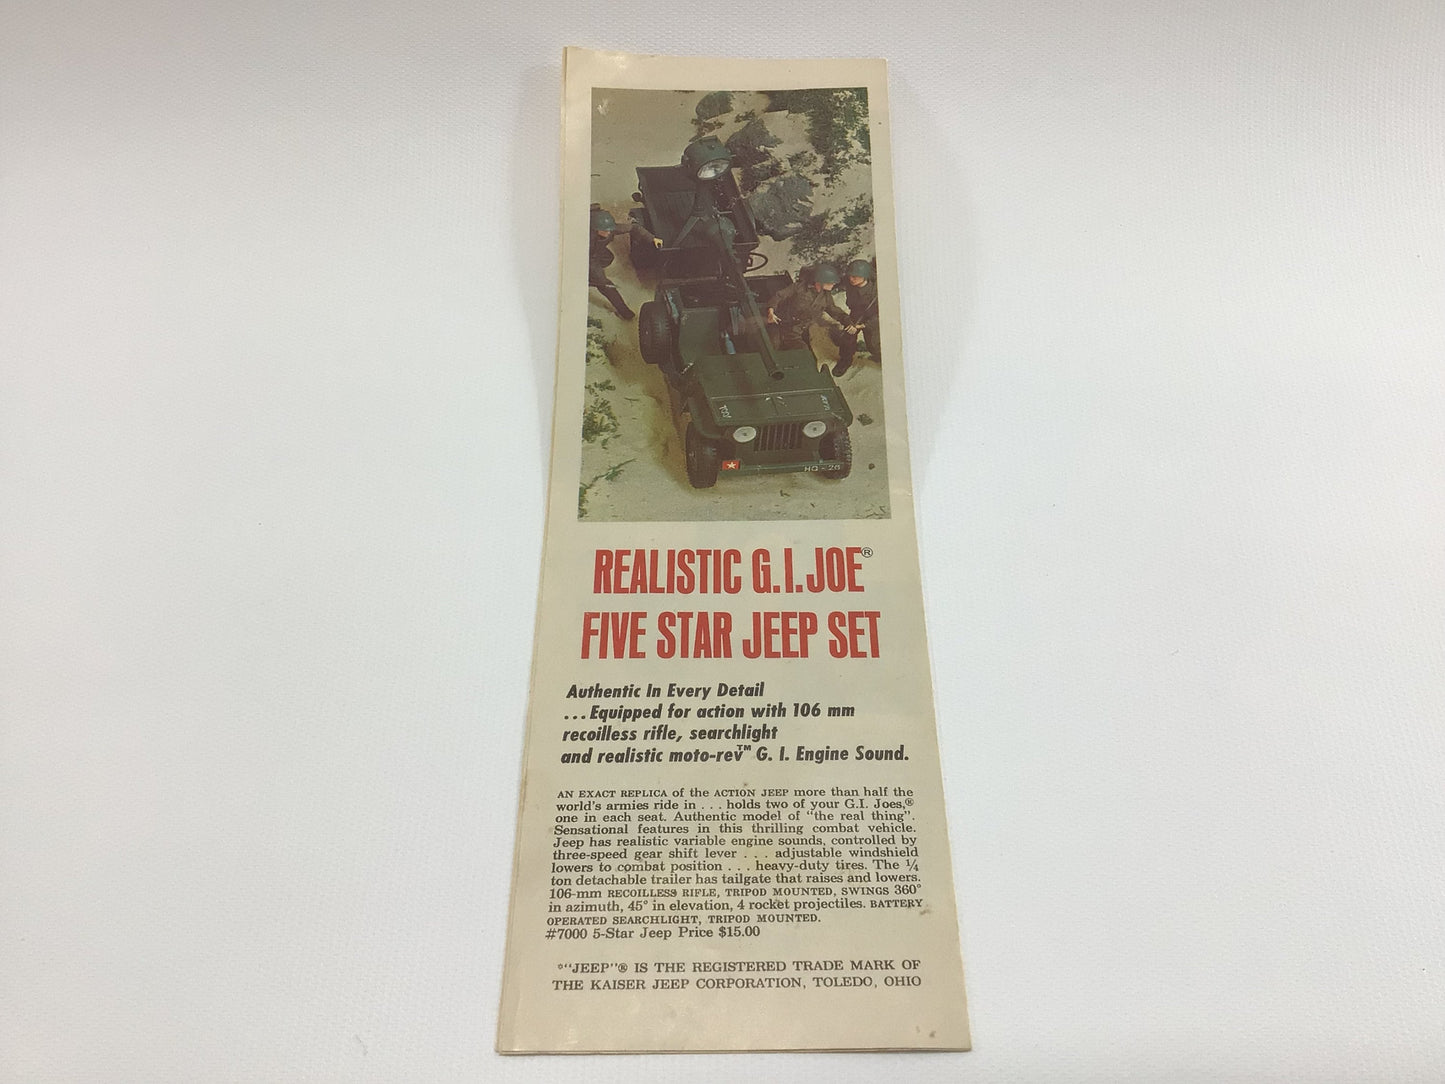 HQ-26
REALISTIC G.I. JOE®
FIVE STAR JEEP SET
Authentic In Every Detail
...Equipped for action with 106 mm
recoilless rifle, searchlight
and realistic moto-rev™ G. I. Engine Sound.
AN EXACT REPLICA of the ACTION JEEP more than half the
world's armies ride in . . . holds two of your G.I. Joes,®
one in each seat. Authentic model of "the real thing".
Sensational features in this thrilling combat vehicle.
Jeep has realistic variable engine sounds, controlled by
three-speed gear shift lever . . . adjustable windshield
lowers to combat position . . . heavy-duty tires. The ¼
ton detachable trailer has tailgate that raises and lowers.
106-mm RECOILLESS RIFLE, TRIPOD MOUNTED, SWINGS 360°
in azimuth, 45° in elevation, 4 rocket projectiles. BATTERY
OPERATED SEARCHLIGHT, TRIPOD MOUNTED.
#7000 5-Star Jeep Price $15.00
*"JEEP"® IS THE REGISTERED TRADE MARK OF
THE KAISER JEEP CORPORATION, TOLEDO, OHIO